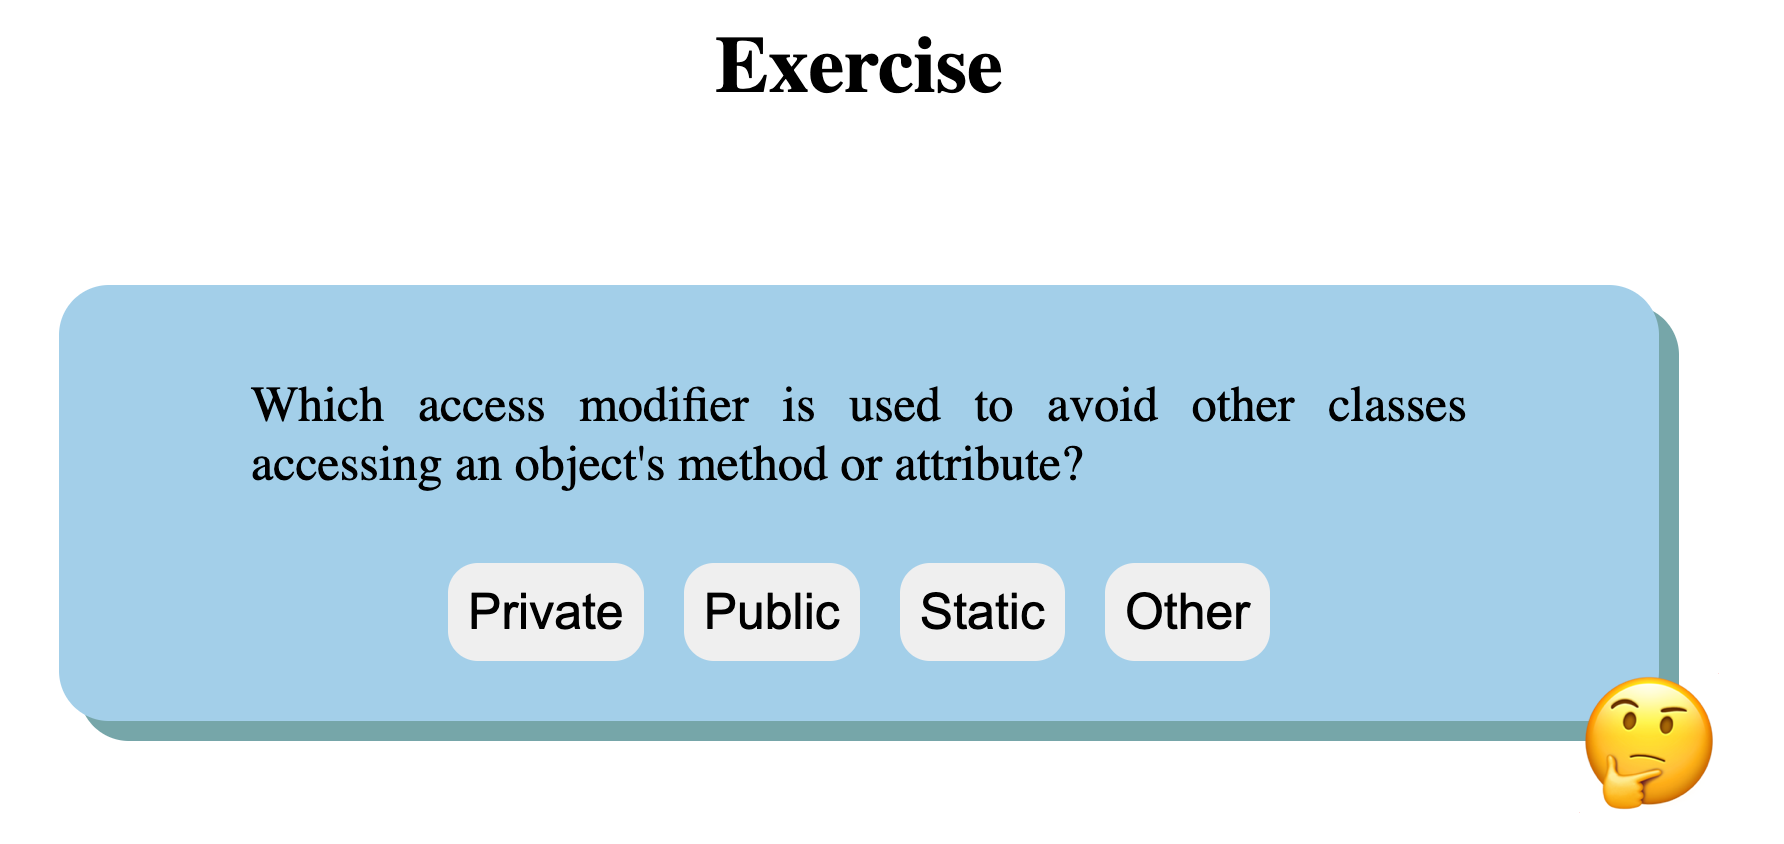 Exercise
Which access modifier is used to avoid other classes
accessing an object's method or attribute?
Private Public Static Other